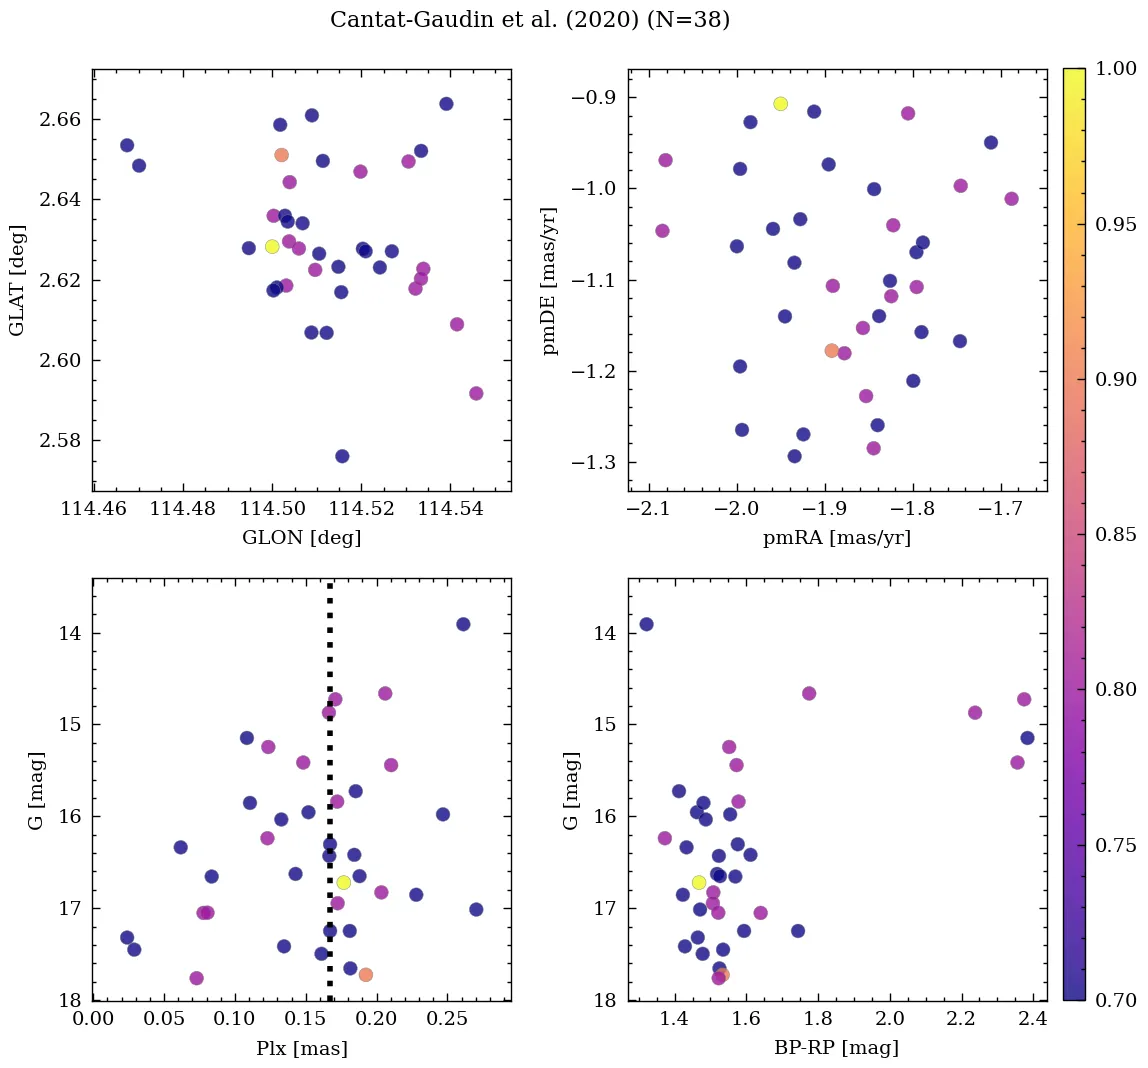 Cantat-Gaudin et al. (2020) (N=38)
2.66
2.64
2.62
2.60
2.58
GLAT [deg]
114.46 114.48 114.50 114.52 114.54
GLON [deg]
−0.9
−1.0
−1.1
−1.2
−1.3
pmDE [mas/yr]
−2.1 −2.0 −1.9 −1.8 −1.7
pmRA [mas/yr]
14
15
16
17
18
G [mag]
0.00 0.05 0.10 0.15 0.20 0.25
Plx [mas]
14
15
16
17
18
G [mag]
1.4 1.6 1.8 2.0 2.2 2.4
BP-RP [mag]
1.00
0.95
0.90
0.85
0.80
0.75
0.70